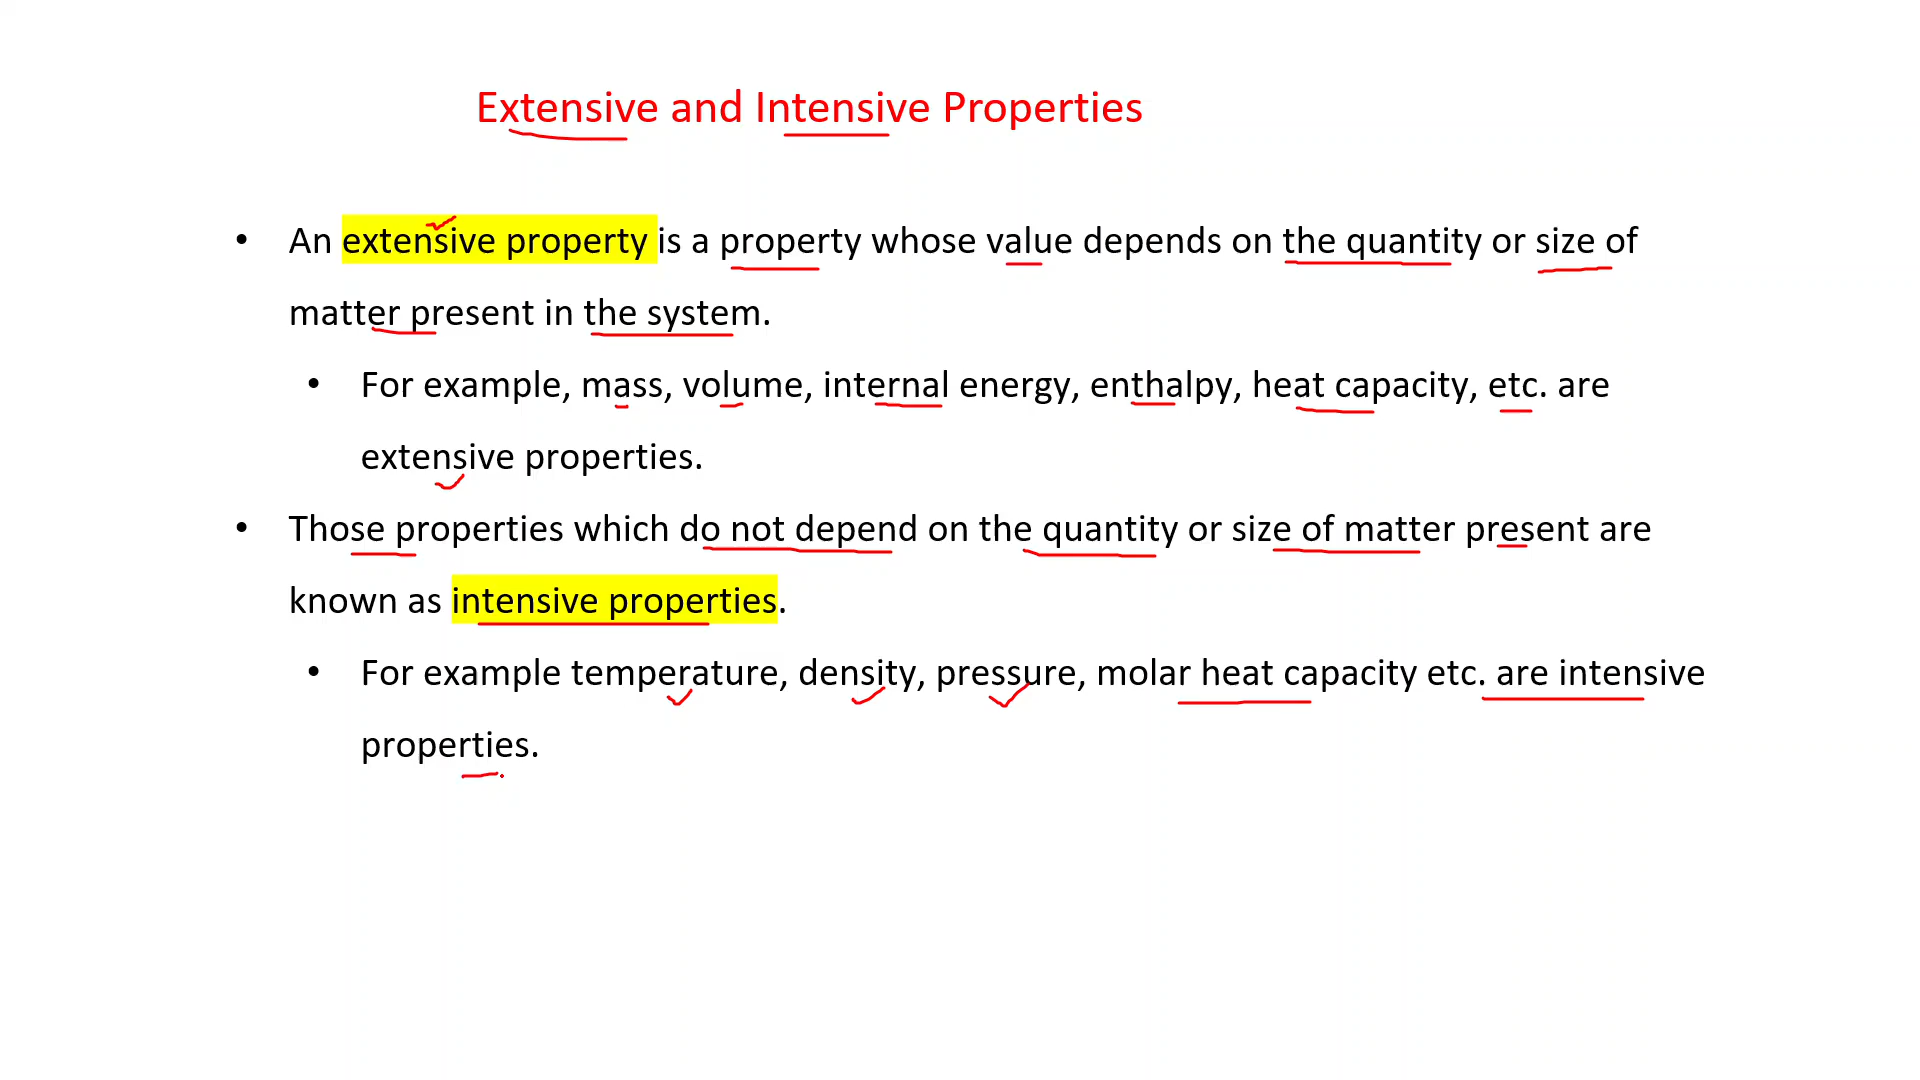 Extensive and Intensive Properties
• An extensive property is a property whose value depends on the quantity or size of
matter present in the system.
• For example, mass, volume, internal energy, enthalpy, heat capacity, etc. are
extensive properties.
• Those properties which do not depend on the quantity or size of matter present are
known as intensive properties.
• For example temperature, density, pressure, molar heat capacity etc. are intensive
properties.